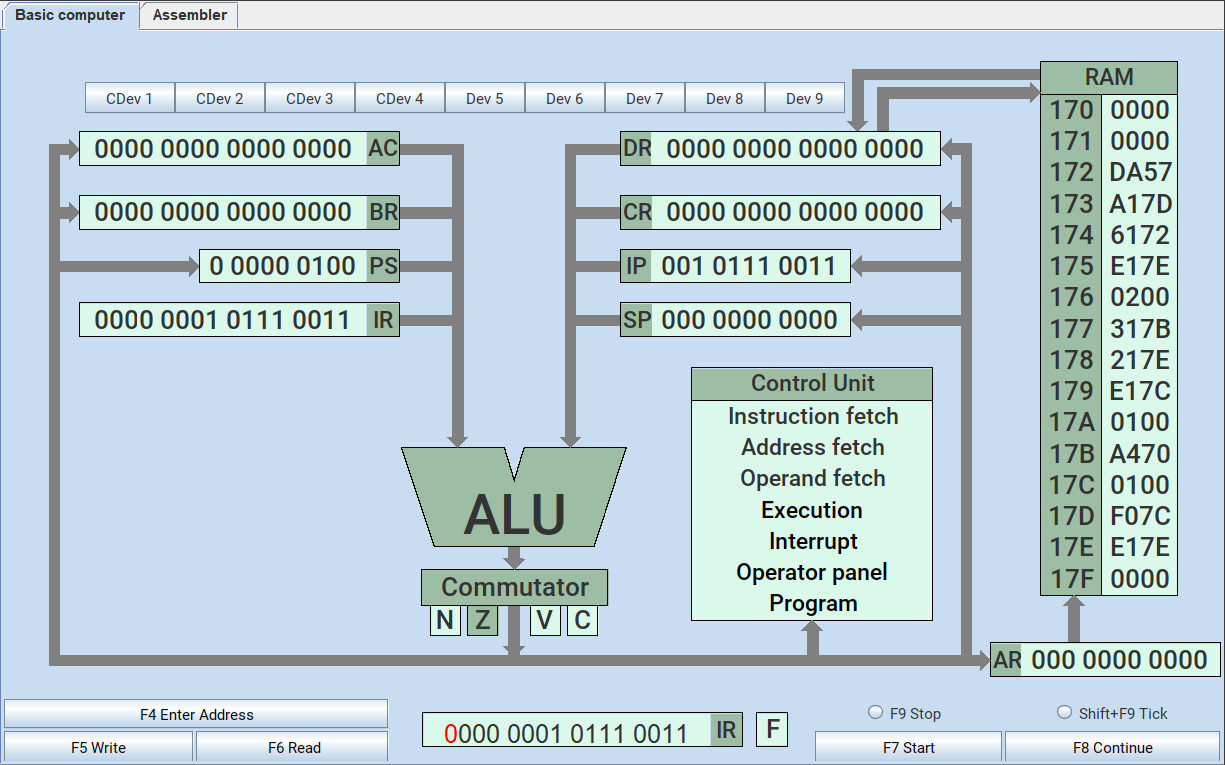 Basic computer Assembler
CDev 1 CDev 2 CDev 3 CDev 4 Dev 5 Dev 6 Dev 7 Dev 8 Dev 9
0000 0000 0000 0000 AC
0000 0000 0000 0000 BR
0 0000 0100 PS
0000 0001 0111 0011 IR
DR 0000 0000 0000 0000
CR 0000 0000 0000 0000
IP 001 0111 0011
SP 000 0000 0000
RAM
170 0000
171 0000
172 DA57
173 A17D
174 6172
175 E17E
176 0200
177 317B
178 217E
179 E17C
17A 0100
17B A470
17C 0100
17D F07C
17E E17E
17F 0000
Control Unit
Instruction fetch
Address fetch
Operand fetch
Execution
Interrupt
Operator panel
Program
ALU
Commutator
N Z V C
AR 000 0000 0000
F4 Enter Address
F5 Write F6 Read
0000 0001 0111 0011 IR F
F9 Stop Shift+F9 Tick
F7 Start F8 Continue